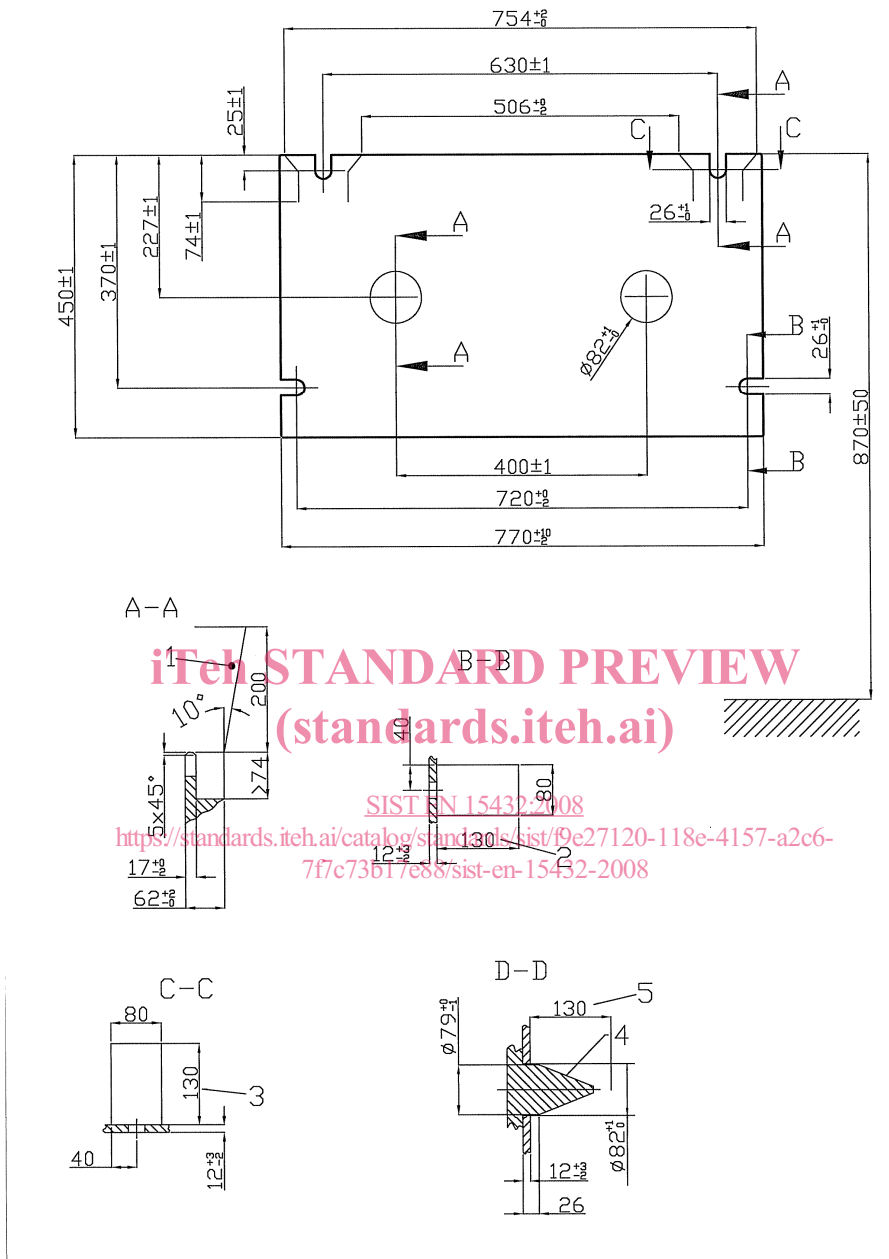 754+2-0
630±1
A
25±1
506+0-2
C
C
26+1-0
A
A
227±1
74±1
370±1
450±1
A
ø82+1-0
B
26+1-0
870±50
B
400±1
720+0-2
770+10-2
A-A
1
B-B
iTeh STANDARD PREVIEW
200
10°
(standards.iteh.ai)
40
>74
80
5x45°
SIST EN 15432:2008
https://standards.iteh.ai/catalog/standards/sist/f9e27120-118e-4157-a2c6-
130
2
12+3-2
7f7c73b17e88/sist-en-15432-2008
17+0-2
62+2-0
D-D
C-C
130
5
80
ø79+0-1
4
130
3
ø82+1-0
40
12+3-2
12+3-2
26